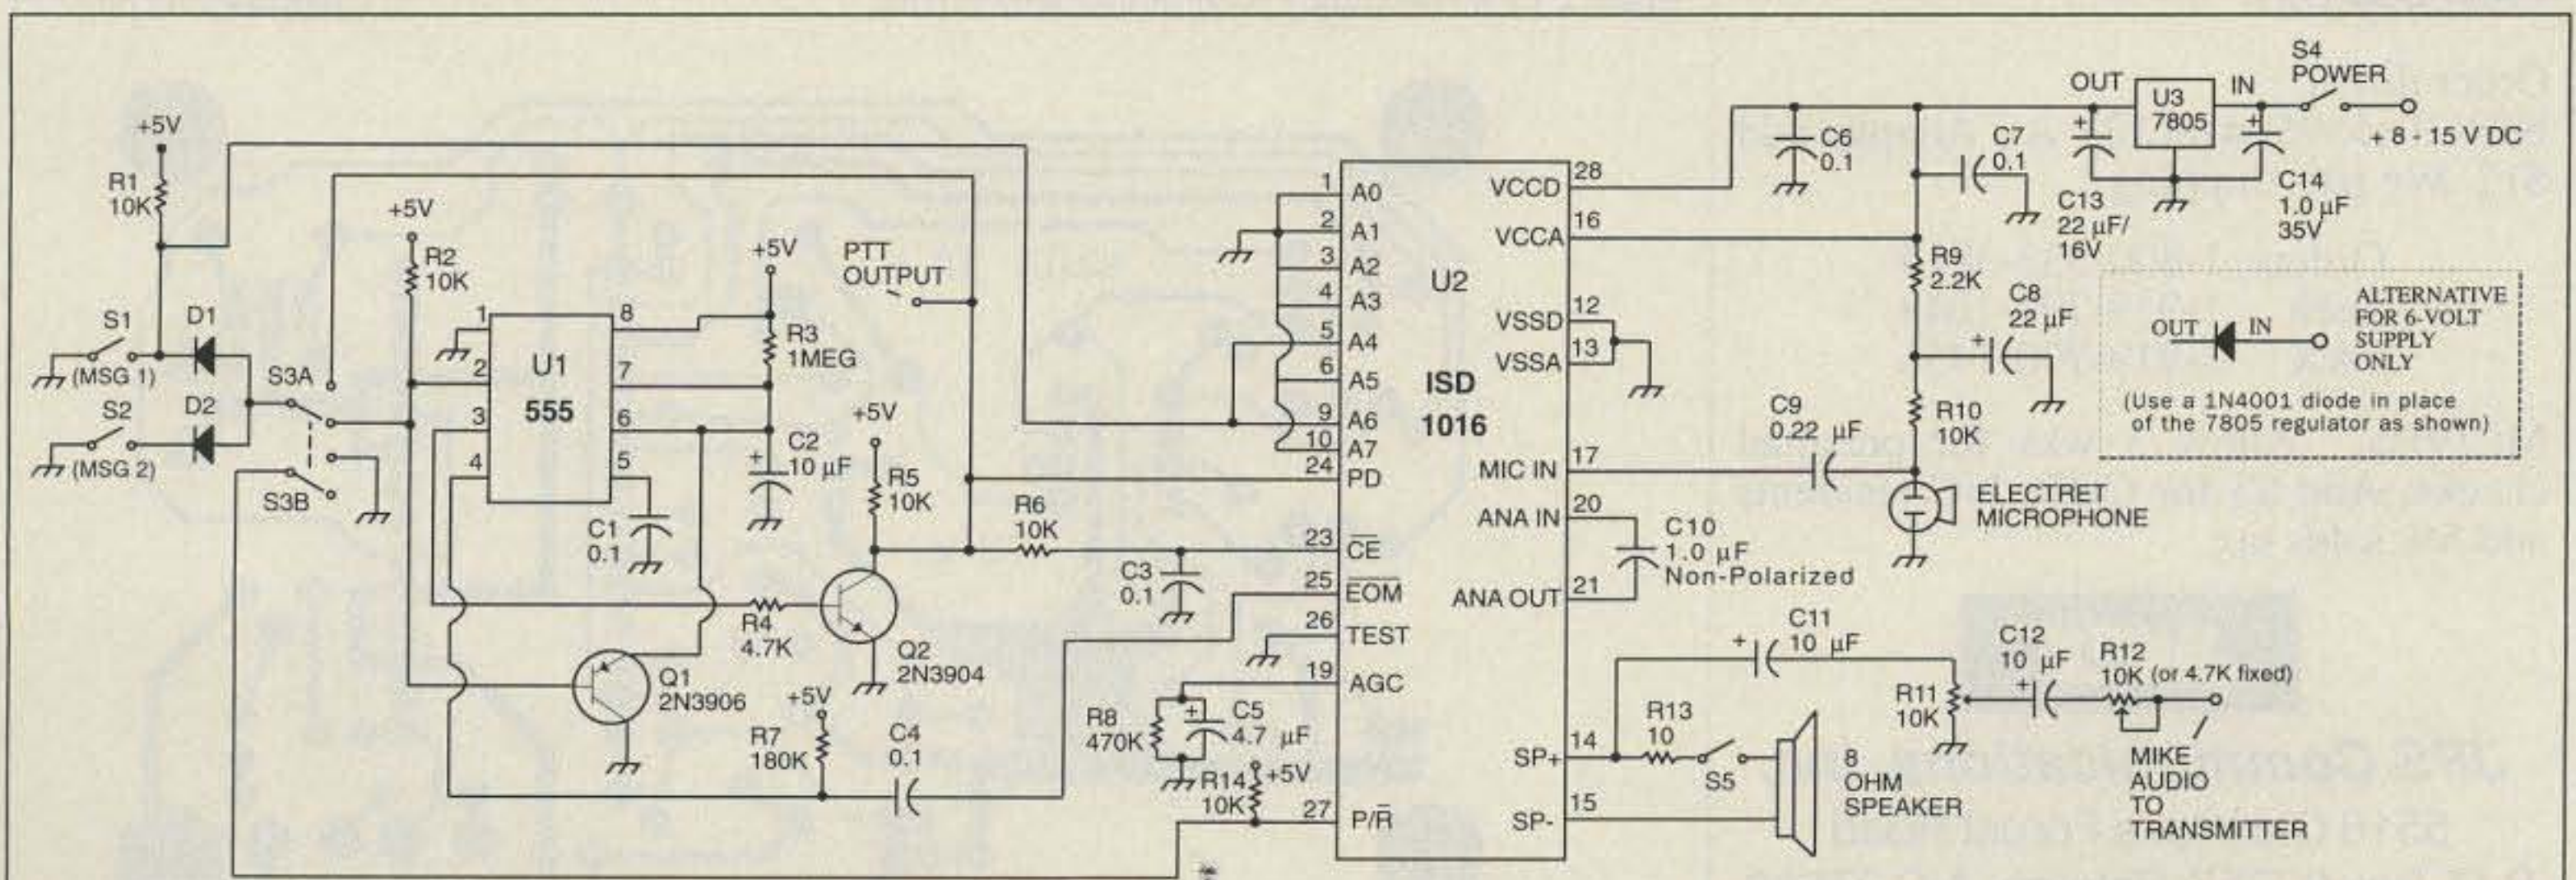 +5V
R1
10K
S1
D1
(MSG 1)
S2
D2
(MSG 2)
S3A
S3B
+5V
R2
10K
1
2
3
4
U1
555
8
7
6
5
+5V
R3
1MEG
C2
10 µF
+
C1
0.1
PTT
OUTPUT
+5V
R5
10K
R4
4.7K
Q1
2N3906
Q2
2N3904
+5V
R7
180K
C4
0.1
R6
10K
C3
0.1
R8
470K
+
C5
4.7 µF
R14
10K
+5V
1 A0
2 A1
3 A2
4 A3
5 A4
6 A5
9 A6
10 A7
24 PD
23 CE
25 EOM
26 TEST
19 AGC
27 P/R
U2
ISD
1016
VCCD 28
VCCA 16
VSSD 12
VSSA 13
MIC IN 17
ANA IN 20
ANA OUT 21
SP+ 14
SP- 15
C6
0.1
C7
0.1
OUT
U3
7805
IN
S4
POWER
+ 8 - 15 V DC
+
C13
22 µF/
16V
+
C14
1.0 µF
35V
R9
2.2K
C8
22 µF
+
R10
10K
C9
0.22 µF
ELECTRET
MICROPHONE
C10
1.0 µF
Non-Polarized
OUT
IN
ALTERNATIVE
FOR 6-VOLT
SUPPLY
ONLY
(Use a 1N4001 diode in place
of the 7805 regulator as shown)
C11
10 µF
+
R13
10
S5
8
OHM
SPEAKER
R11
10K
C12
10 µF
+
R12
10K (or 4.7K fixed)
MIKE
AUDIO
TO
TRANSMITTER